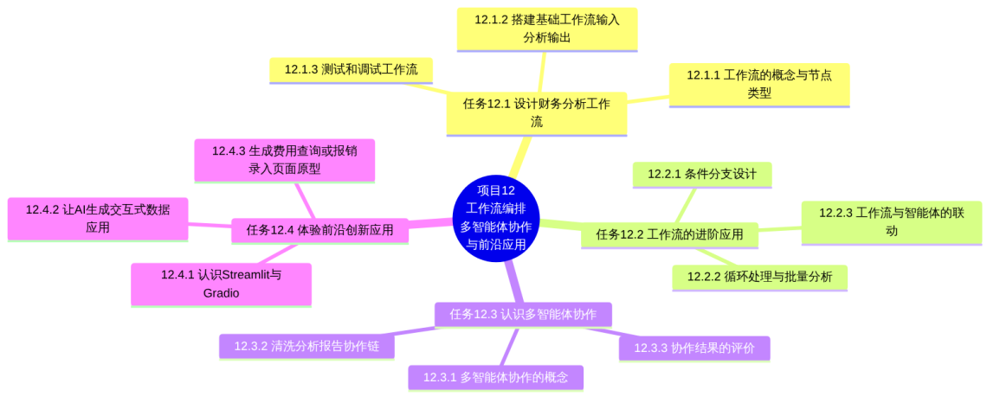 项目12
工作流编排
多智能体协作
与前沿应用
任务12.1 设计财务分析工作
流
12.1.1 工作流的概念与节点
类型
12.1.2 搭建基础工作流输入
分析输出
12.1.3 测试和调试工作流
任务12.2 工作流的进阶应用
12.2.1 条件分支设计
12.2.2 循环处理与批量分析
12.2.3 工作流与智能体的联
动
任务12.3 认识多智能体协作
12.3.1 多智能体协作的概念
12.3.2 清洗分析报告协作链
12.3.3 协作结果的评价
任务12.4 体验前沿创新应用
12.4.1 认识Streamlit与
Gradio
12.4.2 让AI生成交互式数据
应用
12.4.3 生成费用查询或报销
录入页面原型